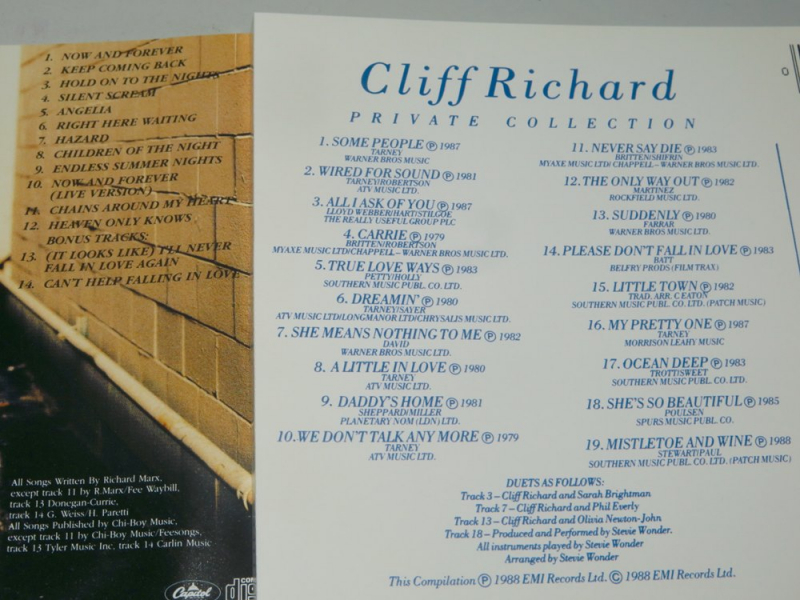 1. NOW AND FOREVER
2. KEEP COMING BACK
3. HOLD ON TO THE NIGHTS
4. SILENT SCREAM
5. ANGELIA
6. RIGHT HERE WAITING
7. HAZARD
8. CHILDREN OF THE NIGHT
9. ENDLESS SUMMER NIGHTS
10. NOW AND FOREVER
(LIVE VERSION)
11. CHAINS AROUND MY HEART
12. HEAVEN ONLY KNOWS
BONUS TRACKS:
13. (IT LOOKS LIKE) I'LL NEVER
FALL IN LOVE AGAIN
14. CAN'T HELP FALLING IN LOVE
All Songs Written By Richard Marx,
except track 11 by R.Marx/Fee Waybill,
track 13 Donegan-Currie,
track 14 G. Weiss/H. Paretti
All Songs Published by Chi-Boy Music,
except track 11 by Chi-Boy Music/Feesongs,
track 13 Tyler Music Inc, track 14 Carlin Music
Capitol
Cliff Richard
PRIVATE COLLECTION
1. SOME PEOPLE Ⓟ 1987
TARNEY
WARNER BROS MUSIC
2. WIRED FOR SOUND Ⓟ 1981
TARNEY/ROBERTSON
ATV MUSIC LTD.
3. ALL I ASK OF YOU Ⓟ 1987
LLOYD WEBBER/HART/STILGOE
THE REALLY USEFUL GROUP PLC
4. CARRIE Ⓟ 1979
BRITTEN/ROBERTSON
MYAXE MUSIC LTD/CHAPPELL–WARNER BROS MUSIC LTD.
5. TRUE LOVE WAYS Ⓟ 1983
PETTY/HOLLY
SOUTHERN MUSIC PUBL. CO. LTD.
6. DREAMIN' Ⓟ 1980
TARNEY/SAYER
ATV MUSIC LTD/LONGMANOR LTD/CHRYSALIS MUSIC LTD.
7. SHE MEANS NOTHING TO ME Ⓟ 1982
DAVID
WARNER BROS MUSIC LTD.
8. A LITTLE IN LOVE Ⓟ 1980
TARNEY
ATV MUSIC LTD.
9. DADDY'S HOME Ⓟ 1981
SHEPPARD/MILLER
PLANETARY NOM (LDN) LTD.
10. WE DON'T TALK ANY MORE Ⓟ 1979
TARNEY
ATV MUSIC LTD.
11. NEVER SAY DIE Ⓟ 1983
BRITTEN/SHIFRIN
MYAXE MUSIC LTD/ CHAPPELL – WARNER BROS MUSIC LTD.
12. THE ONLY WAY OUT Ⓟ 1982
MARTINEZ
ROCKFIELD MUSIC LTD.
13. SUDDENLY Ⓟ 1980
FARRAR
WARNER BROS MUSIC LTD.
14. PLEASE DON'T FALL IN LOVE Ⓟ 1983
BATT
BELFRY PRODS (FILM TRAX)
15. LITTLE TOWN Ⓟ 1982
TRAD. ARR. C EATON
SOUTHERN MUSIC PUBL. CO. LTD. (PATCH MUSIC)
16. MY PRETTY ONE Ⓟ 1987
TARNEY
MORRISON LEAHY MUSIC
17. OCEAN DEEP Ⓟ 1983
TROTT/SWEET
SOUTHERN MUSIC PUBL. CO. LTD.
18. SHE'S SO BEAUTIFUL Ⓟ 1985
POULSEN
SPURS MUSIC PUBL. CO.
19. MISTLETOE AND WINE Ⓟ 1988
STEWART/PAUL
SOUTHERN MUSIC PUBL. CO. LTD. (PATCH MUSIC)
DUETS AS FOLLOWS:
Track 3 – Cliff Richard and Sarah Brightman
Track 7 – Cliff Richard and Phil Everly
Track 13 – Cliff Richard and Olivia Newton-John
Track 18 – Produced and Performed by Stevie Wonder.
All instruments played by Stevie Wonder
Arranged by Stevie Wonder
This Compilation Ⓟ 1988 EMI Records Ltd. © 1988 EMI Records Ltd.